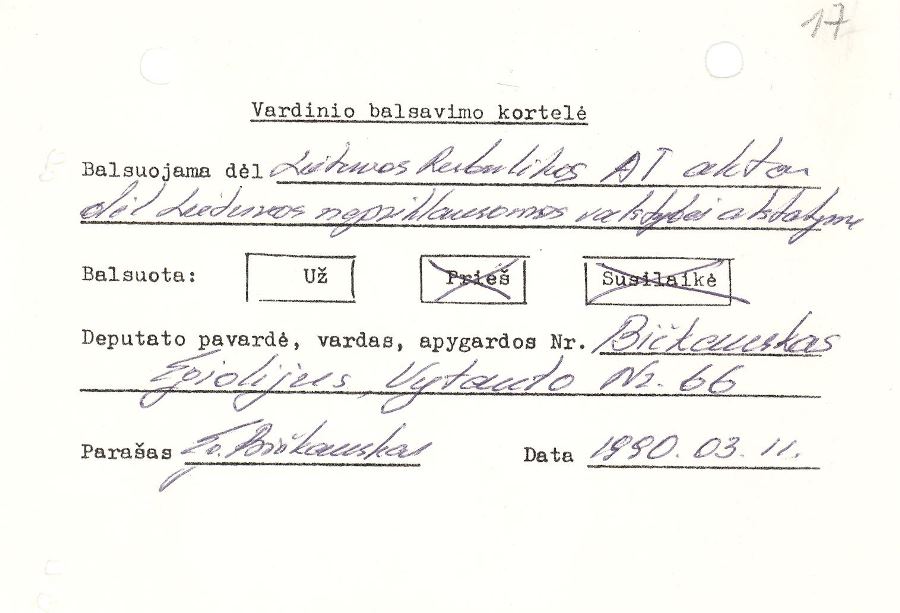 17
Vardinio balsavimo kortelė
Balsuojama dėl Lietuvos Respublikos AT akto
dėl Lietuvos nepriklausomos valstybės atstatymo
Balsuota: Už Prieš Susilaikė
Deputato pavardė, vardas, apygardos Nr. Bičkauskas
Egidijus, Vytauto Nr. 66
Parašas Eg. Bičkauskas Data 1990. 03. 11.